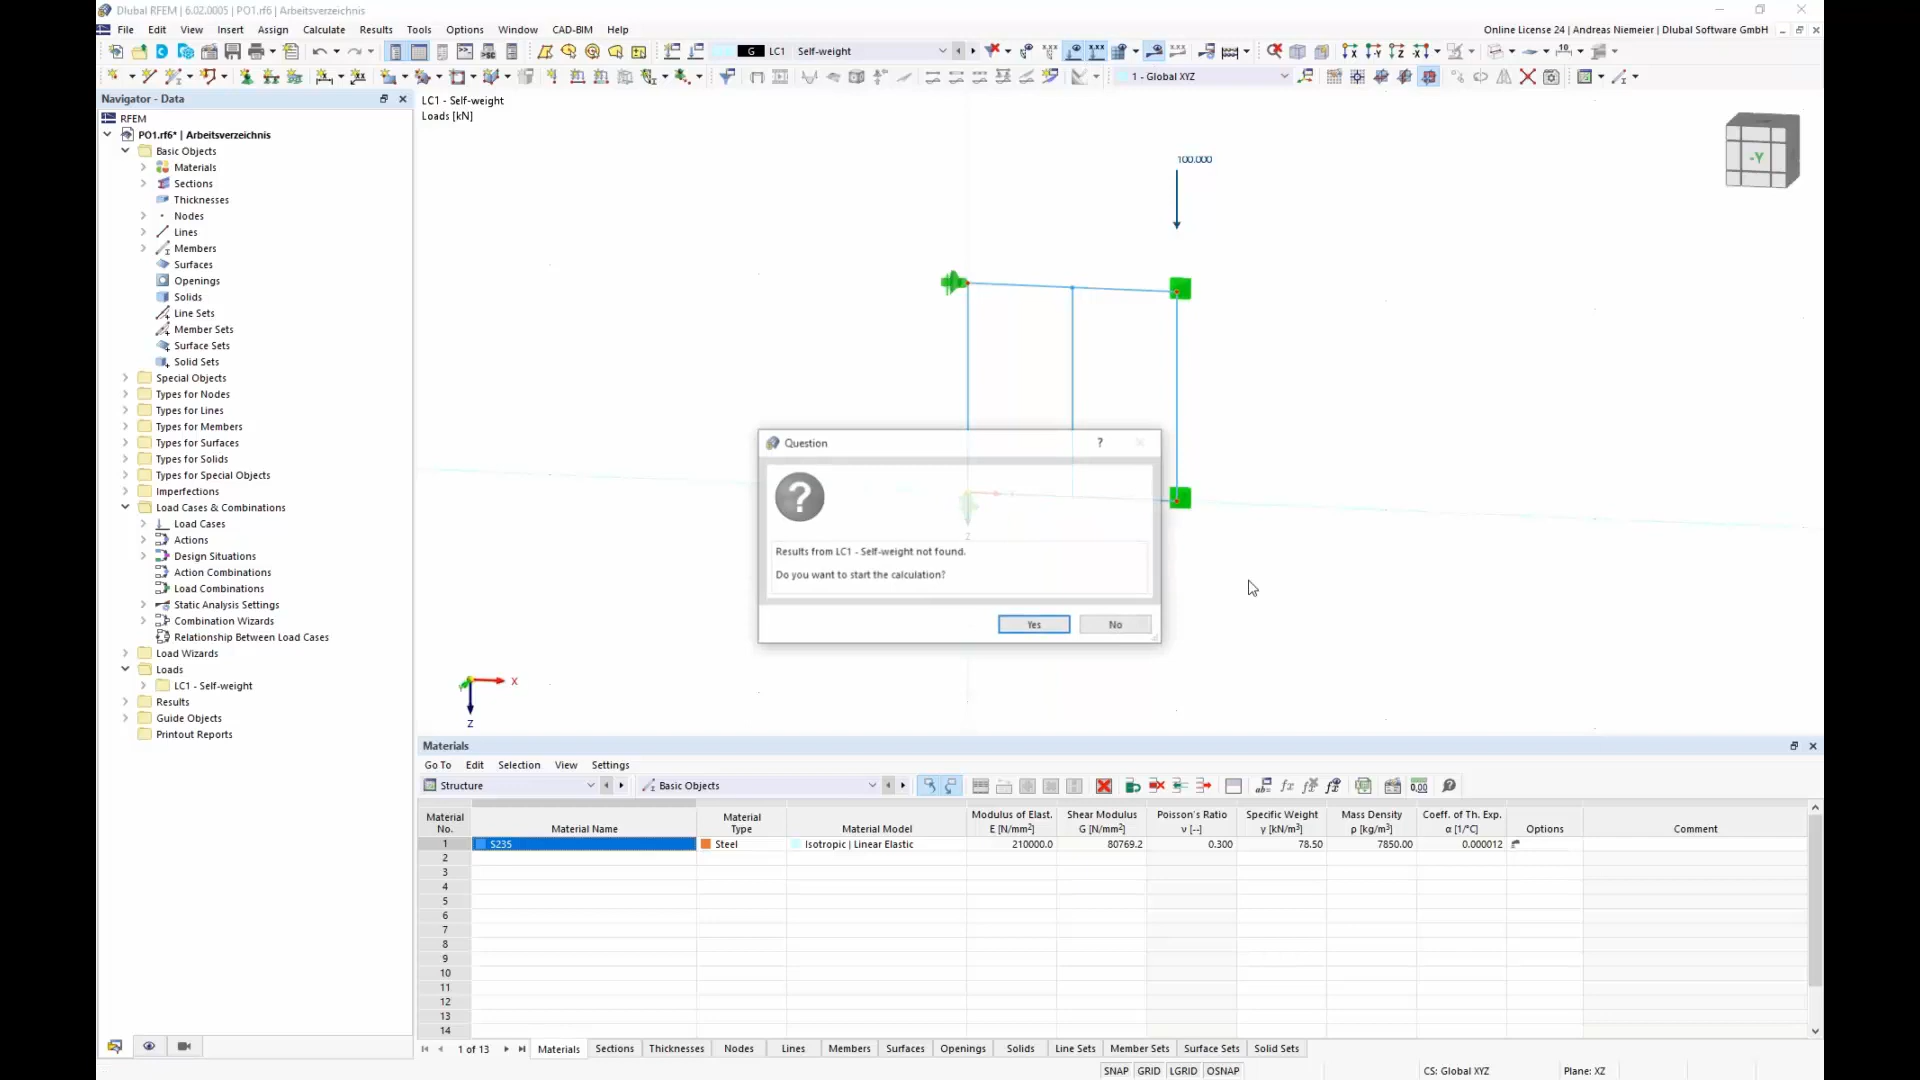 Dlubal RFEM | 6.02.0005 | PO1.rf6 | Arbeitsverzeichnis
File Edit View Insert Assign Calculate Results Tools Options Window CAD-BIM Help
Online License 24 | Andreas Niemeier | Dlubal Software GmbH
G LC1 Self-weight
1 - Global XYZ
Navigator - Data
RFEM
PO1.rf6* | Arbeitsverzeichnis
Basic Objects
Materials
Sections
Thicknesses
Nodes
Lines
Members
Surfaces
Openings
Solids
Line Sets
Member Sets
Surface Sets
Solid Sets
Special Objects
Types for Nodes
Types for Lines
Types for Members
Types for Surfaces
Types for Solids
Types for Special Objects
Imperfections
Load Cases & Combinations
Load Cases
Actions
Design Situations
Action Combinations
Load Combinations
Static Analysis Settings
Combination Wizards
Relationship Between Load Cases
Load Wizards
Loads
LC1 - Self-weight
Results
Guide Objects
Printout Reports
LC1 - Self-weight
Loads [kN]
100.000
-Y
Question
?
Results from LC1 - Self-weight not found.
Do you want to start the calculation?
Yes No
X
Z
Z
Materials
Go To Edit Selection View Settings
Structure Basic Objects
Material No. Material Name Material Type Material Model Modulus of Elast. E [N/mm²] Shear Modulus G [N/mm²] Poisson's Ratio ν [--] Specific Weight γ [kN/m³] Mass Density ρ [kg/m³] Coeff. of Th. Exp. α [1/°C] Options Comment
1 S235 Steel Isotropic | Linear Elastic 210000.0 80769.2 0.300 78.50 7850.00 0.000012
2
3
4
5
6
7
8
9
10
11
12
13
14
1 of 13 Materials Sections Thicknesses Nodes Lines Members Surfaces Openings Solids Line Sets Member Sets Surface Sets Solid Sets
SNAP GRID LGRID OSNAP CS: Global XYZ Plane: XZ